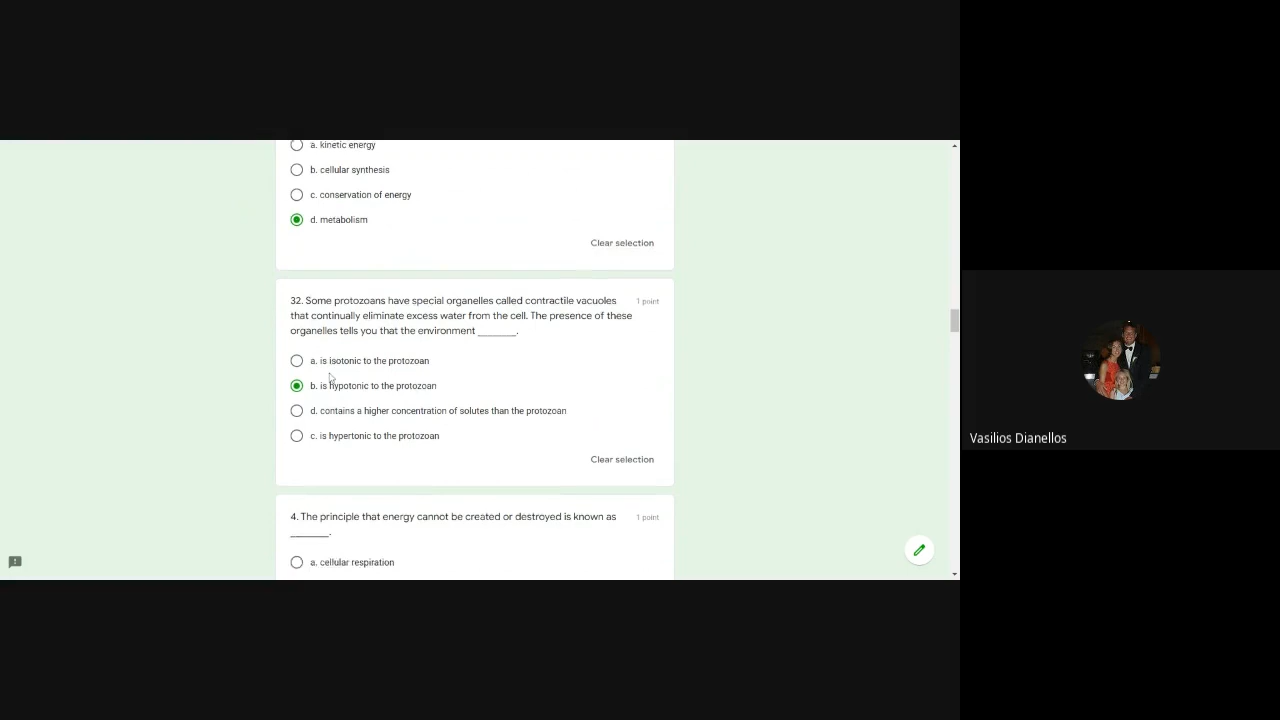 a. kinetic energy
b. cellular synthesis
c. conservation of energy
d. metabolism
Clear selection
32. Some protozoans have special organelles called contractile vacuoles 1 point
that continually eliminate excess water from the cell. The presence of these
organelles tells you that the environment _______.
a. is isotonic to the protozoan
b. is hypotonic to the protozoan
d. contains a higher concentration of solutes than the protozoan
c. is hypertonic to the protozoan
Clear selection
4. The principle that energy cannot be created or destroyed is known as 1 point
_______.
a. cellular respiration
Vasilios Dianellos